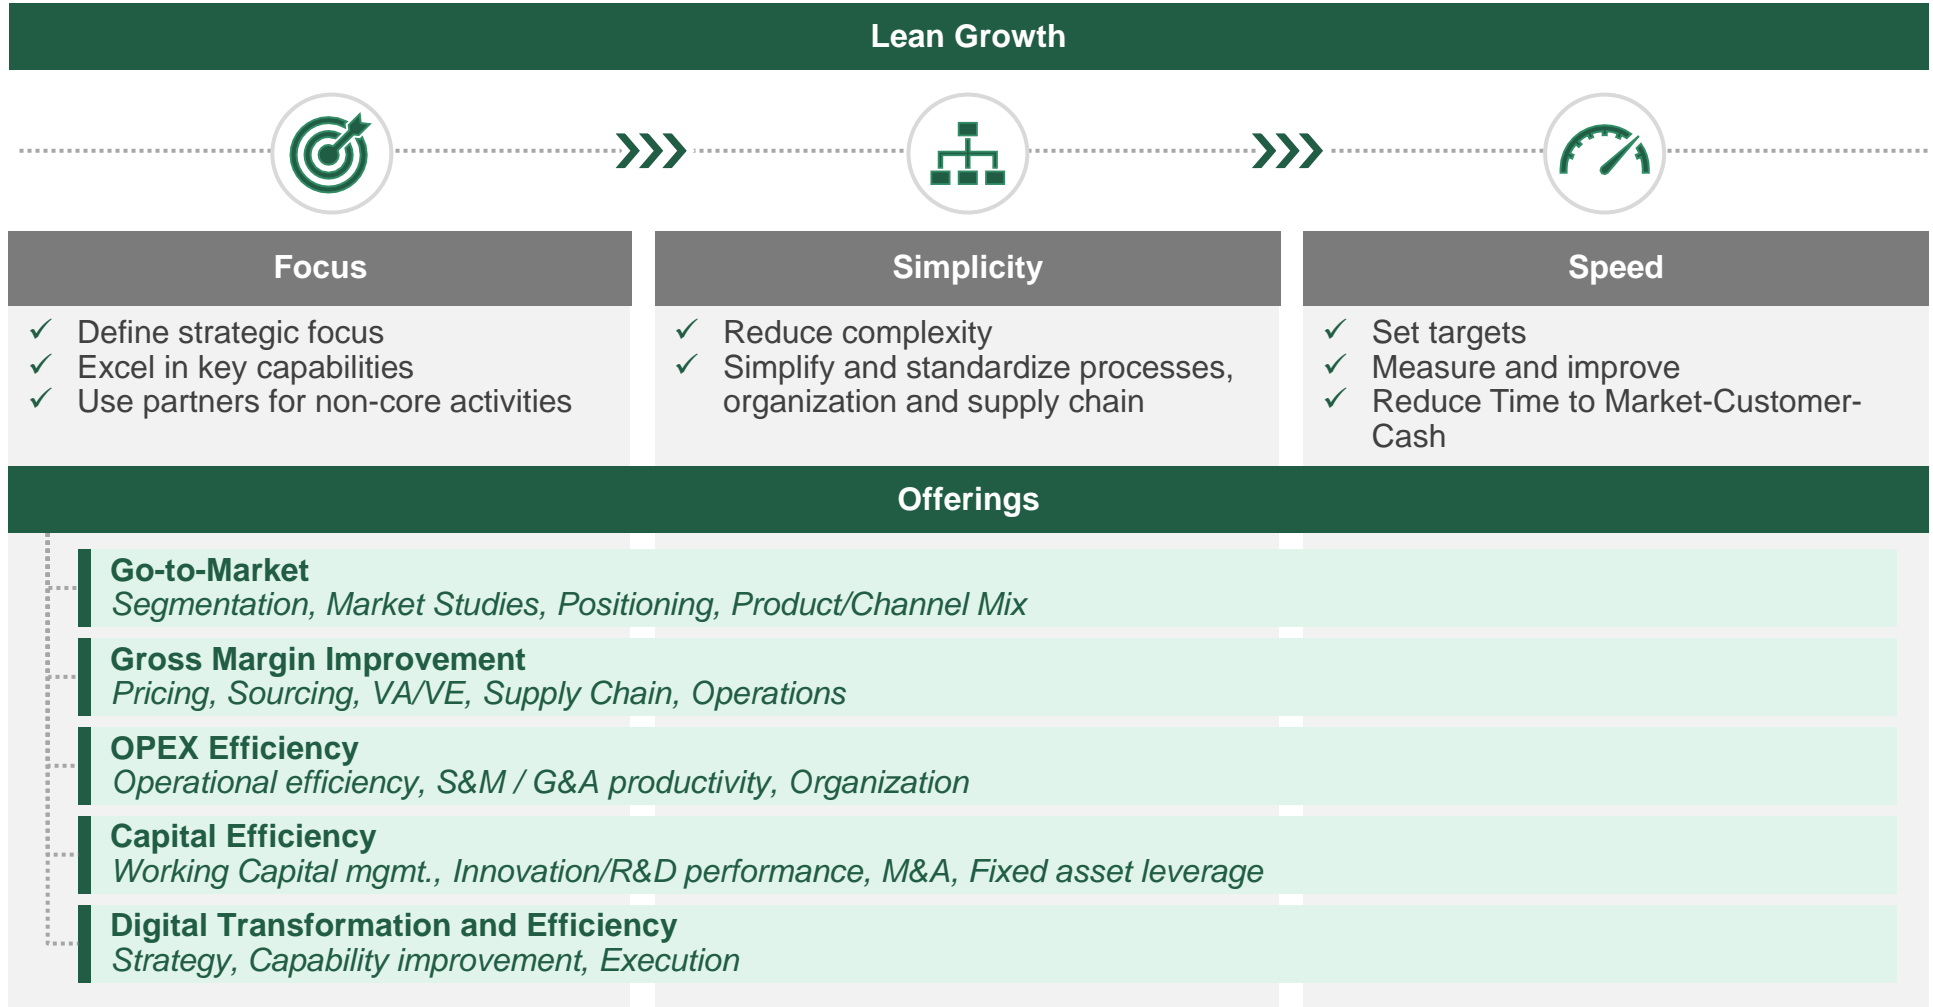 Lean Growth
Focus
Define strategic focus
Excel in key capabilities
Use partners for non-core activities
Simplicity
Reduce complexity
Simplify and standardize processes,
organization and supply chain
Speed
Set targets
Measure and improve
Reduce Time to Market-Customer-
Cash
Offerings
Go-to-Market
Segmentation, Market Studies, Positioning, Product/Channel Mix
Gross Margin Improvement
Pricing, Sourcing, VA/VE, Supply Chain, Operations
OPEX Efficiency
Operational efficiency, S&M / G&A productivity, Organization
Capital Efficiency
Working Capital mgmt., Innovation/R&D performance, M&A, Fixed asset leverage
Digital Transformation and Efficiency
Strategy, Capability improvement, Execution